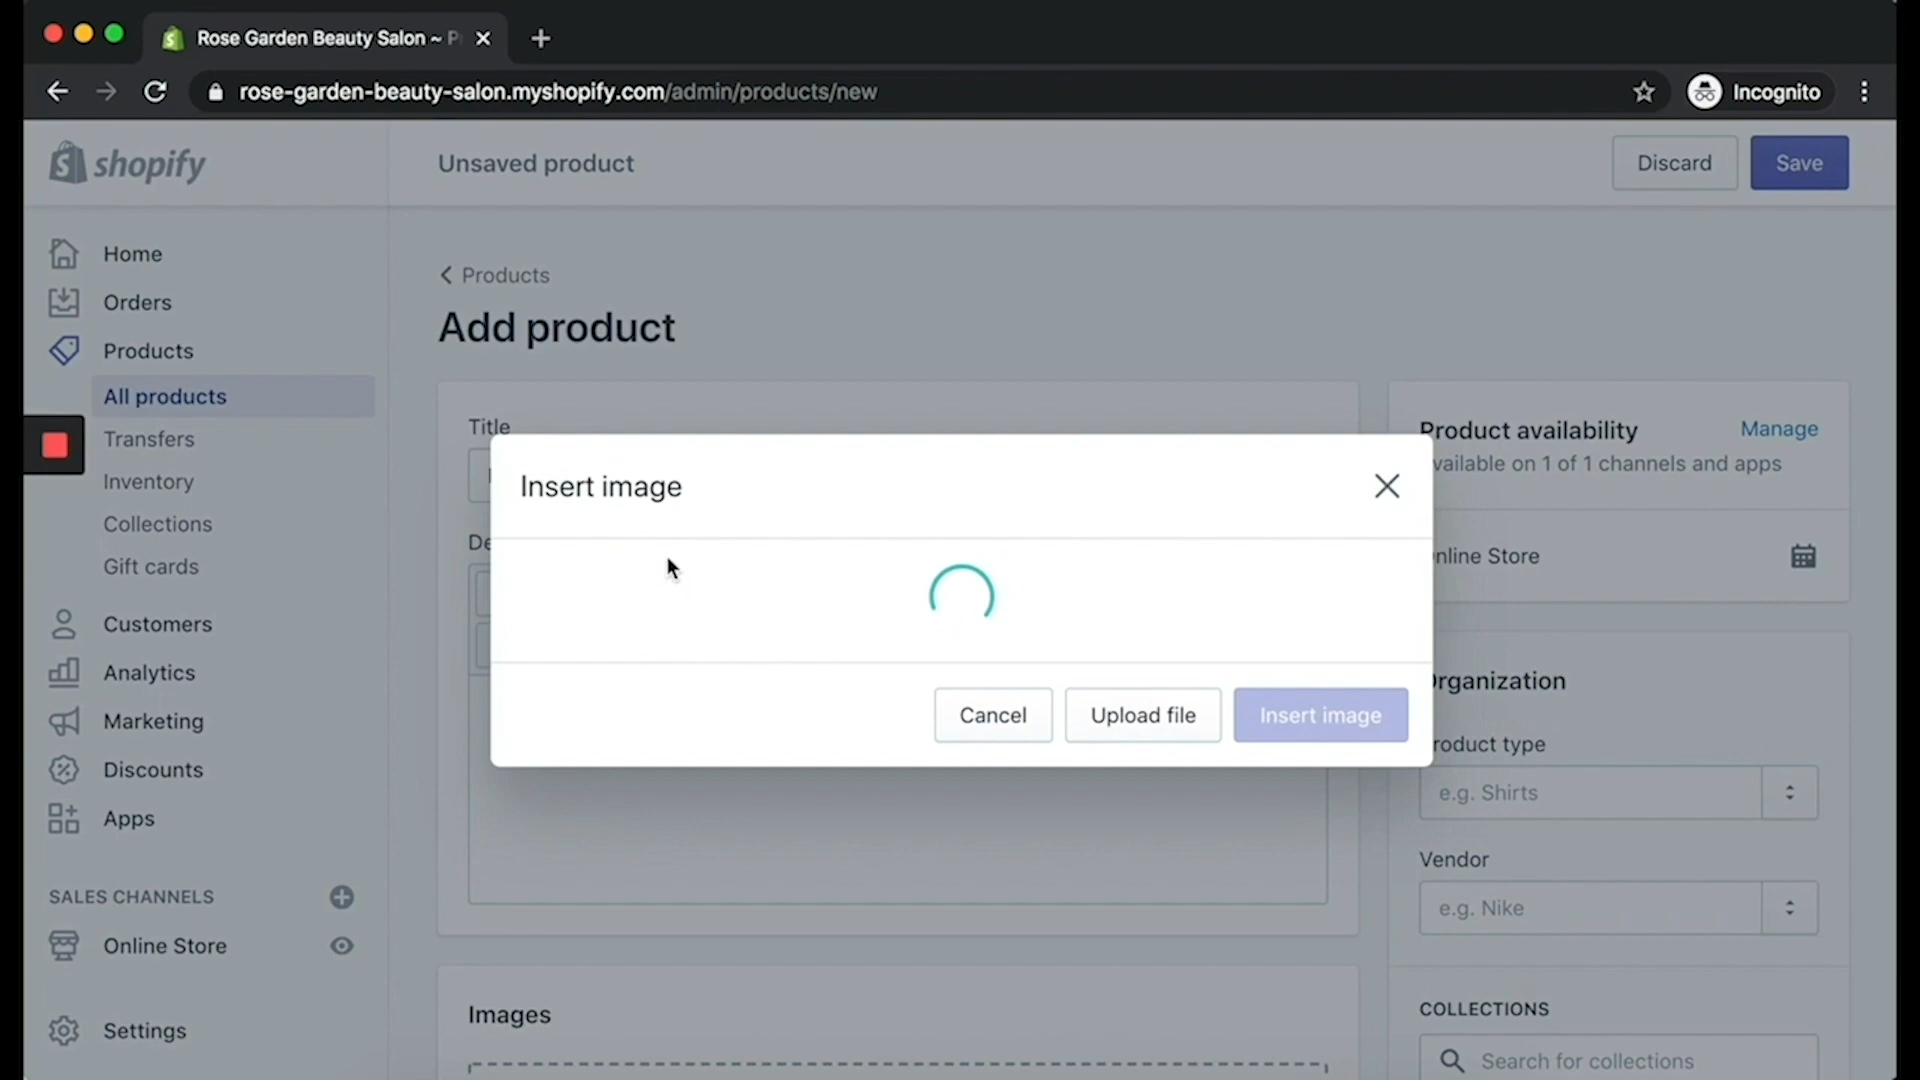 Rose Garden Beauty Salon ~ P
rose-garden-beauty-salon.myshopify.com/admin/products/new
Incognito
shopify
Unsaved product
Discard
Save
Home
Orders
Products
All products
Transfers
Inventory
Collections
Gift cards
Customers
Analytics
Marketing
Discounts
Apps
SALES CHANNELS
Online Store
Settings
Products
Add product
Title
De
Insert image
Cancel
Upload file
Insert image
Images
Product availability
Manage
vailable on 1 of 1 channels and apps
nline Store
rganization
roduct type
e.g. Shirts
Vendor
e.g. Nike
COLLECTIONS
Search for collections